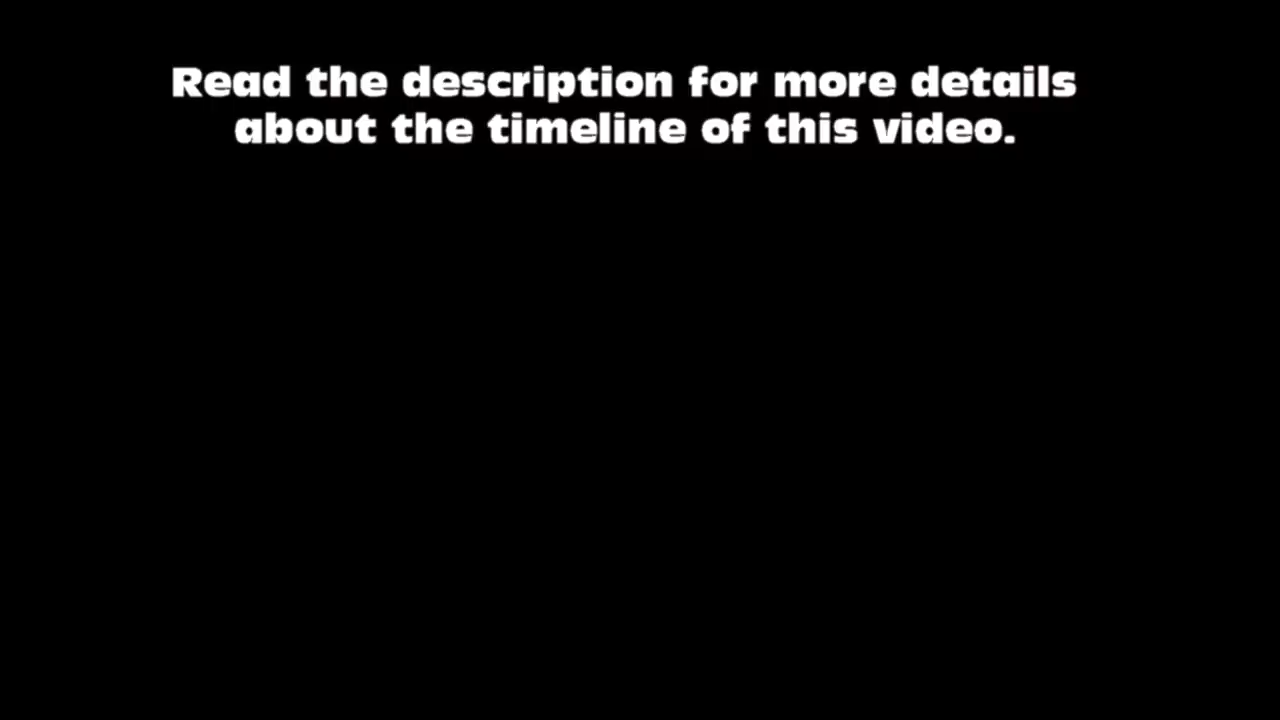 Read the description for more details
about the timeline of this video.